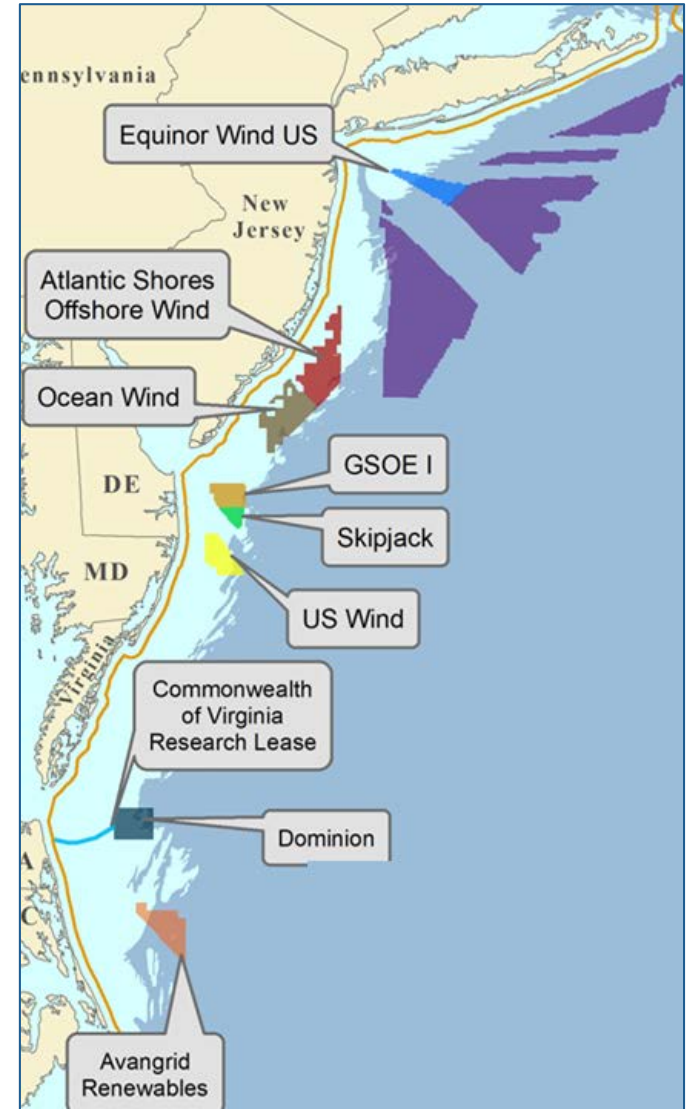 ennsylvania
Equinor Wind US
New
Jersey
Atlantic Shores
Offshore Wind
Ocean Wind
GSOE I
DE
Skipjack
MD
US Wind
Virginia
Commonwealth
of Virginia
Research Lease
Dominion
A
C
Avangrid
Renewables